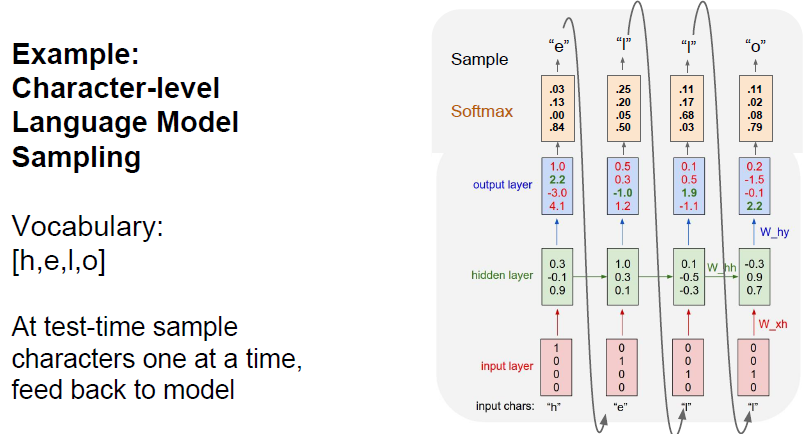 Example:
Character-level
Language Model
Sampling
Vocabulary:
[h,e,l,o]
At test-time sample
characters one at a time,
feed back to model
Sample “e” “l” “l” “o”
Softmax
.03 .25 .11 .11
.13 .20 .17 .02
.00 .05 .68 .08
.84 .50 .03 .79
output layer
1.0 0.5 0.1 0.2
2.2 0.3 0.5 -1.5
-3.0 -1.0 1.9 -0.1
4.1 1.2 -1.1 2.2
W_hy
hidden layer
0.3 1.0 0.1 -0.3
-0.1 0.3 -0.5 0.9
0.9 0.1 -0.3 0.7
W_hh
W_xh
input layer
1 0 0 0
0 1 0 0
0 0 1 1
0 0 0 0
input chars: “h” “e” “l” “l”